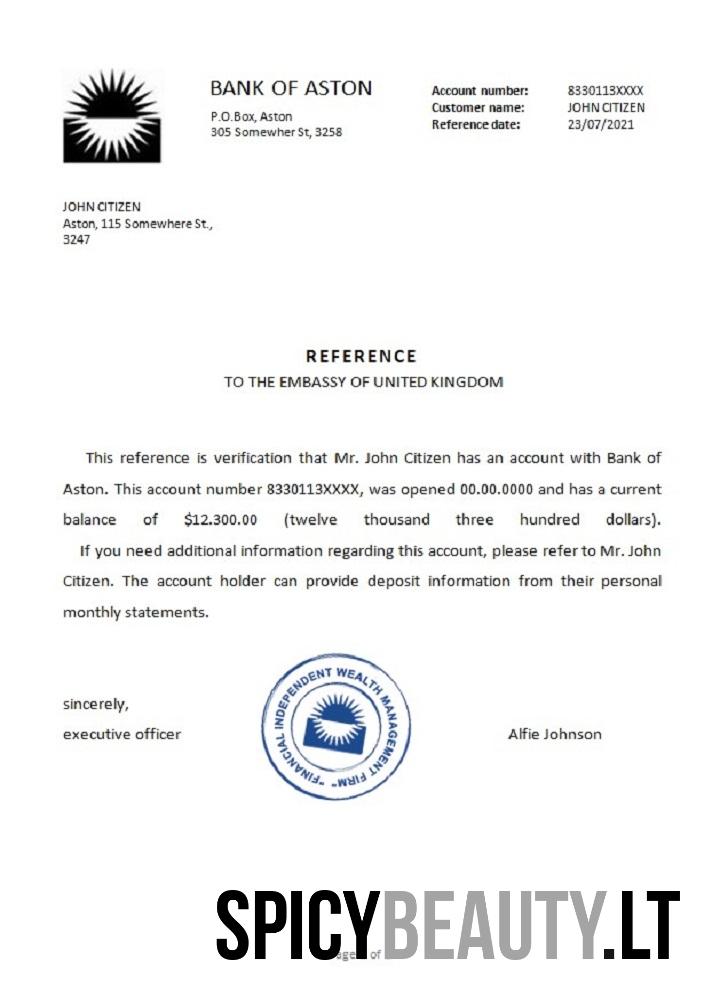 BANK OF ASTON
P.O.Box, Aston
305 Somewher St, 3258
Account number: 8330113XXXX
Customer name: JOHN CITIZEN
Reference date: 23/07/2021
JOHN CITIZEN
Aston, 115 Somewhere St.,
3247
REFERENCE
TO THE EMBASSY OF UNITED KINGDOM
This reference is verification that Mr. John Citizen has an account with Bank of
Aston. This account number 8330113XXXX, was opened 00.00.0000 and has a current
balance of $12.300.00 (twelve thousand three hundred dollars).
If you need additional information regarding this account, please refer to Mr. John
Citizen. The account holder can provide deposit information from their personal
monthly statements.
sincerely,
executive officer
"FINANCIAL INDEPENDENT WEALTH MANAGEMENT FIRM"
Alfie Johnson
SPICYBEAUTY.LT
of